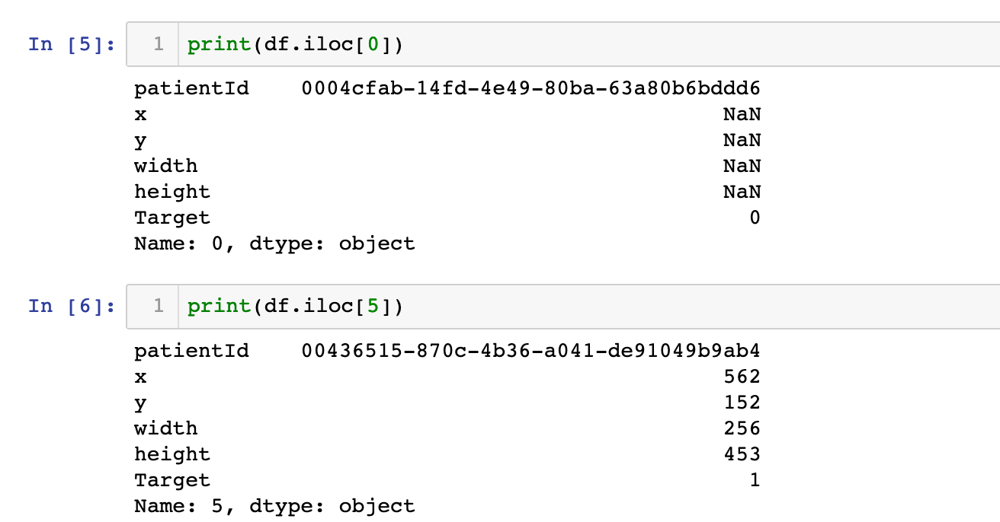 In [5]: 1 print(df.iloc[0])
patientId 0004cfab-14fd-4e49-80ba-63a80b6bddd6
x NaN
y NaN
width NaN
height NaN
Target 0
Name: 0, dtype: object
In [6]: 1 print(df.iloc[5])
patientId 00436515-870c-4b36-a041-de91049b9ab4
x 562
y 152
width 256
height 453
Target 1
Name: 5, dtype: object